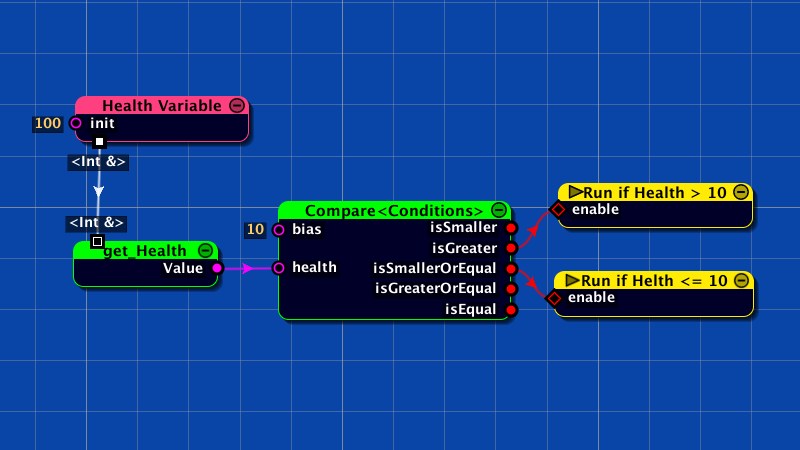 Health Variable
100
init
<Int &>
<Int &>
get_Health
Value
Compare<Conditions>
10
bias
health
isSmaller
isGreater
isSmallerOrEqual
isGreaterOrEqual
isEqual
Run if Health > 10
enable
Run if Helth <= 10
enable